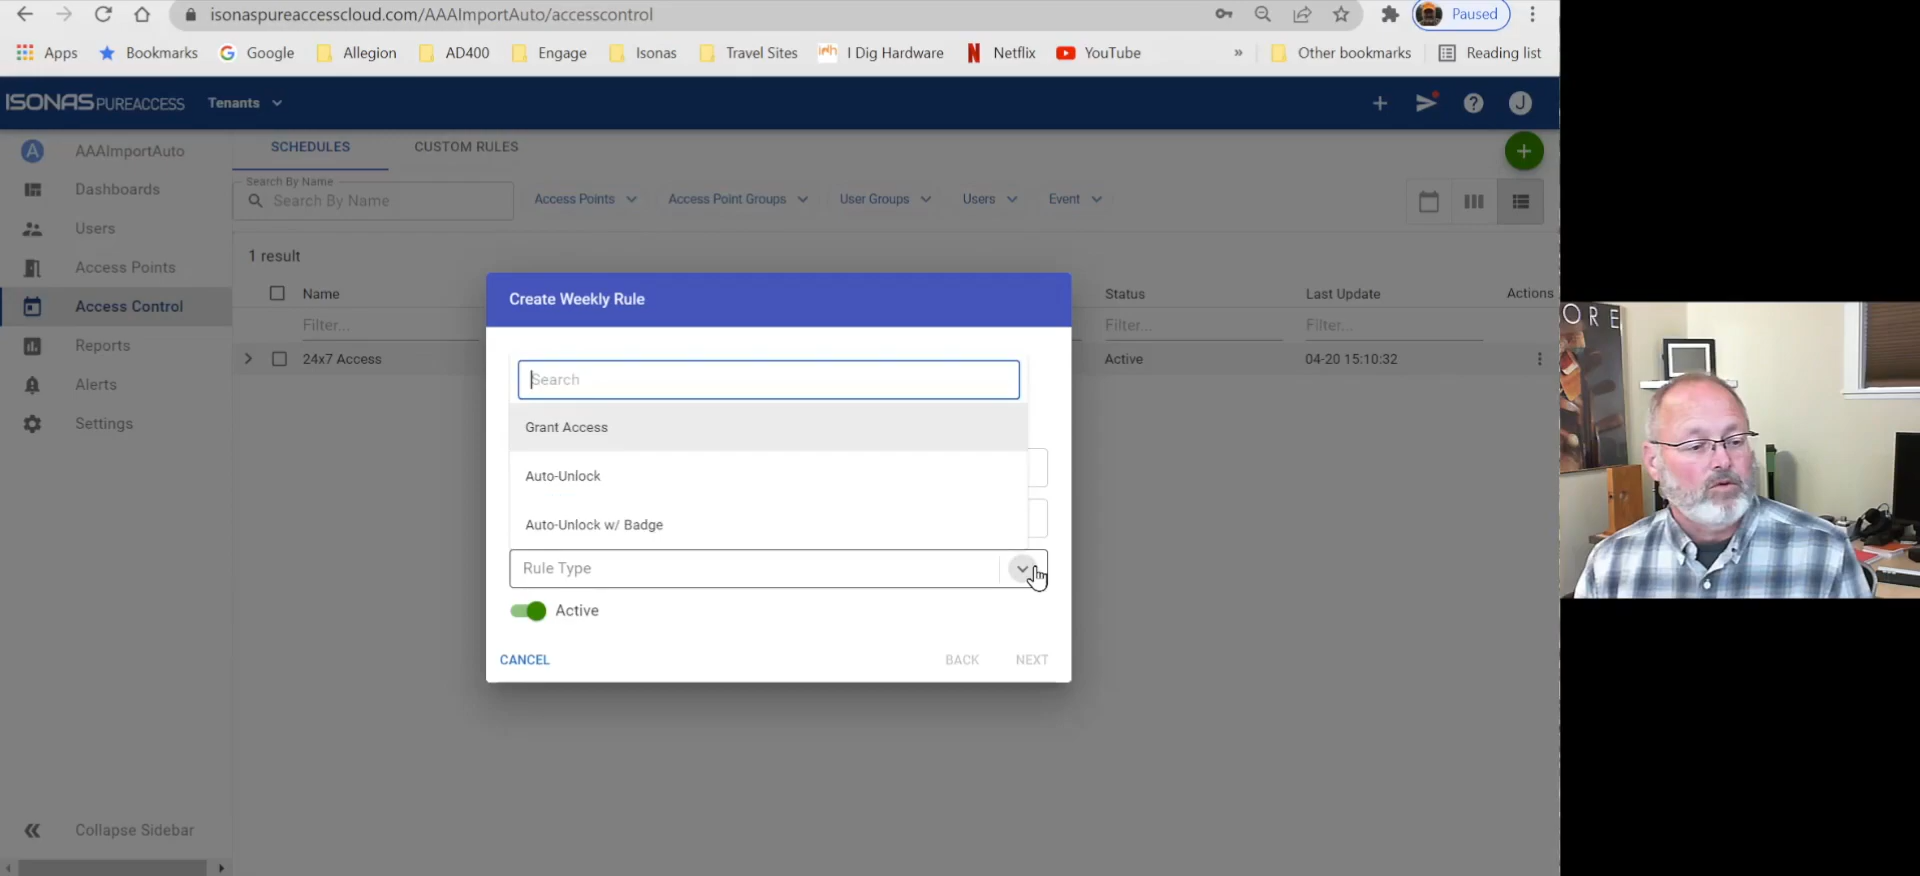 isonaspureaccesscloud.com/AAAImportAuto/accesscontrol
Paused
Apps
Bookmarks
Google
Allegion
AD400
Engage
Isonas
Travel Sites
I Dig Hardware
Netflix
YouTube
»
Other bookmarks
Reading list
ISONAS PUREACCESS
Tenants
J
A
AAAImportAuto
Dashboards
Users
Access Points
Access Control
Reports
Alerts
Settings
Collapse Sidebar
SCHEDULES
CUSTOM RULES
Search By Name
Search By Name
Access Points
Access Point Groups
User Groups
Users
Event
1 result
Name
Status
Last Update
Actions
Filter...
Filter...
Filter...
24x7 Access
Active
04-20 15:10:32
Create Weekly Rule
Search
Grant Access
Auto-Unlock
Auto-Unlock w/ Badge
Rule Type
Active
CANCEL
BACK
NEXT
ORE